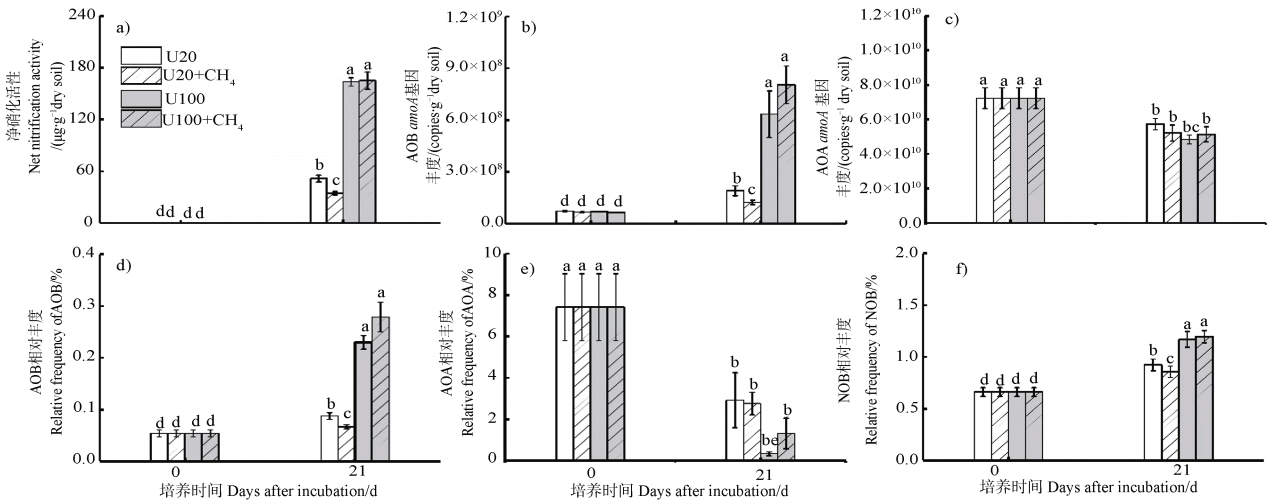 净硝化活性
Net nitrification activity
/(μg·g⁻¹dry soil)
240
180
120
60
0
a)
U20
U20+CH₄
U100
U100+CH₄
d d d d
b c a a
AOB amoA基因
丰度/(copies·g⁻¹dry soil)
1.2×10⁹
9.0×10⁸
6.0×10⁸
3.0×10⁸
0.0
b)
d d d d
b c a a
AOA amoA 基因
丰度/(copies·g⁻¹ dry soil)
1.2×10¹⁰
1.0×10¹⁰
8.0×10¹⁰
6.0×10¹⁰
4.0×10¹⁰
2.0×10¹⁰
0.0
c)
a a a a
b b bc b
AOB相对丰度
Relative frequency ofAOB/%
0.4
0.3
0.2
0.1
0.0
d)
d d d d
b c a a
0 21
培养时间 Days after incubation/d
AOA相对丰度
Relative frequency ofAOA/%
10
8
6
4
2
0
e)
a a a a
b b be b
0 21
培养时间 Days after incubation/d
NOB相对丰度
Relative frequency of NOB/%
2.0
1.5
1.0
0.5
0.0
f)
d d d d
b c a a
0 21
培养时间 Days after incubation/d